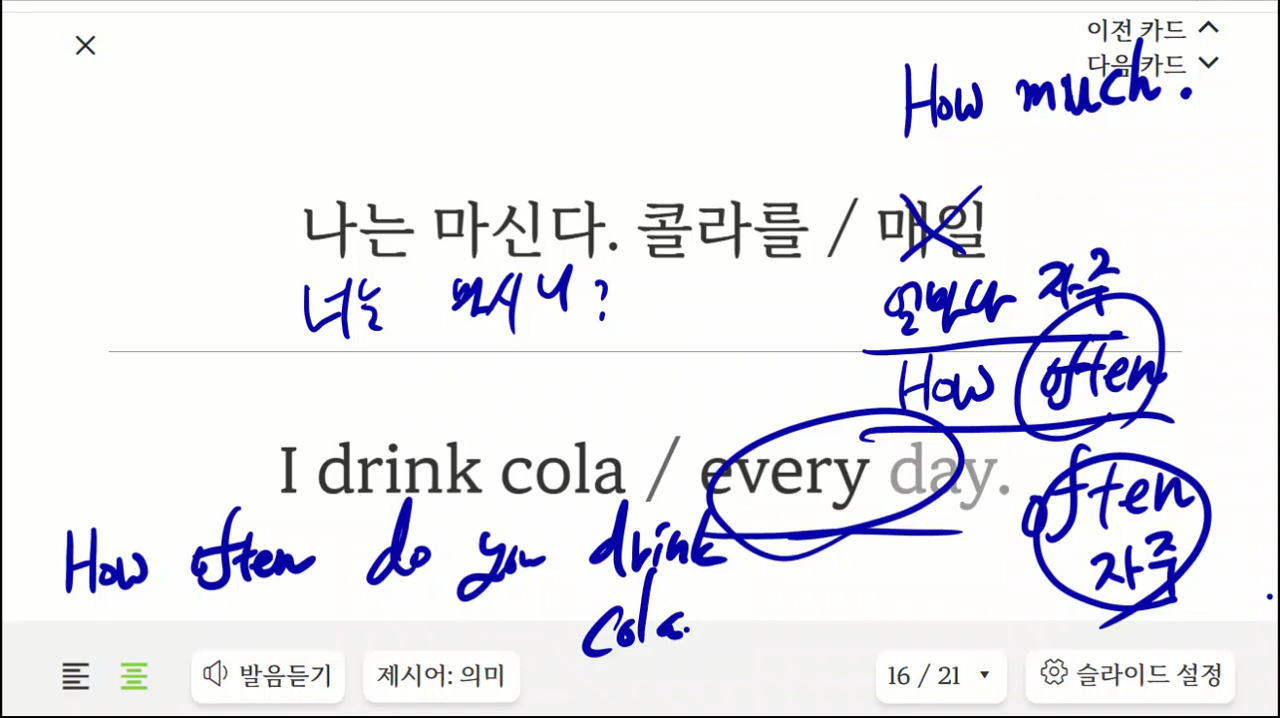 이전 카드
다음 카드
How much.
나는 마신다. 콜라를 / 매일
너는 마시니? 얼마나 자주
How often
I drink cola / every day.
often
자주
How often do you drink
cola.
발음듣기 제시어: 의미 16 / 21 슬라이드 설정